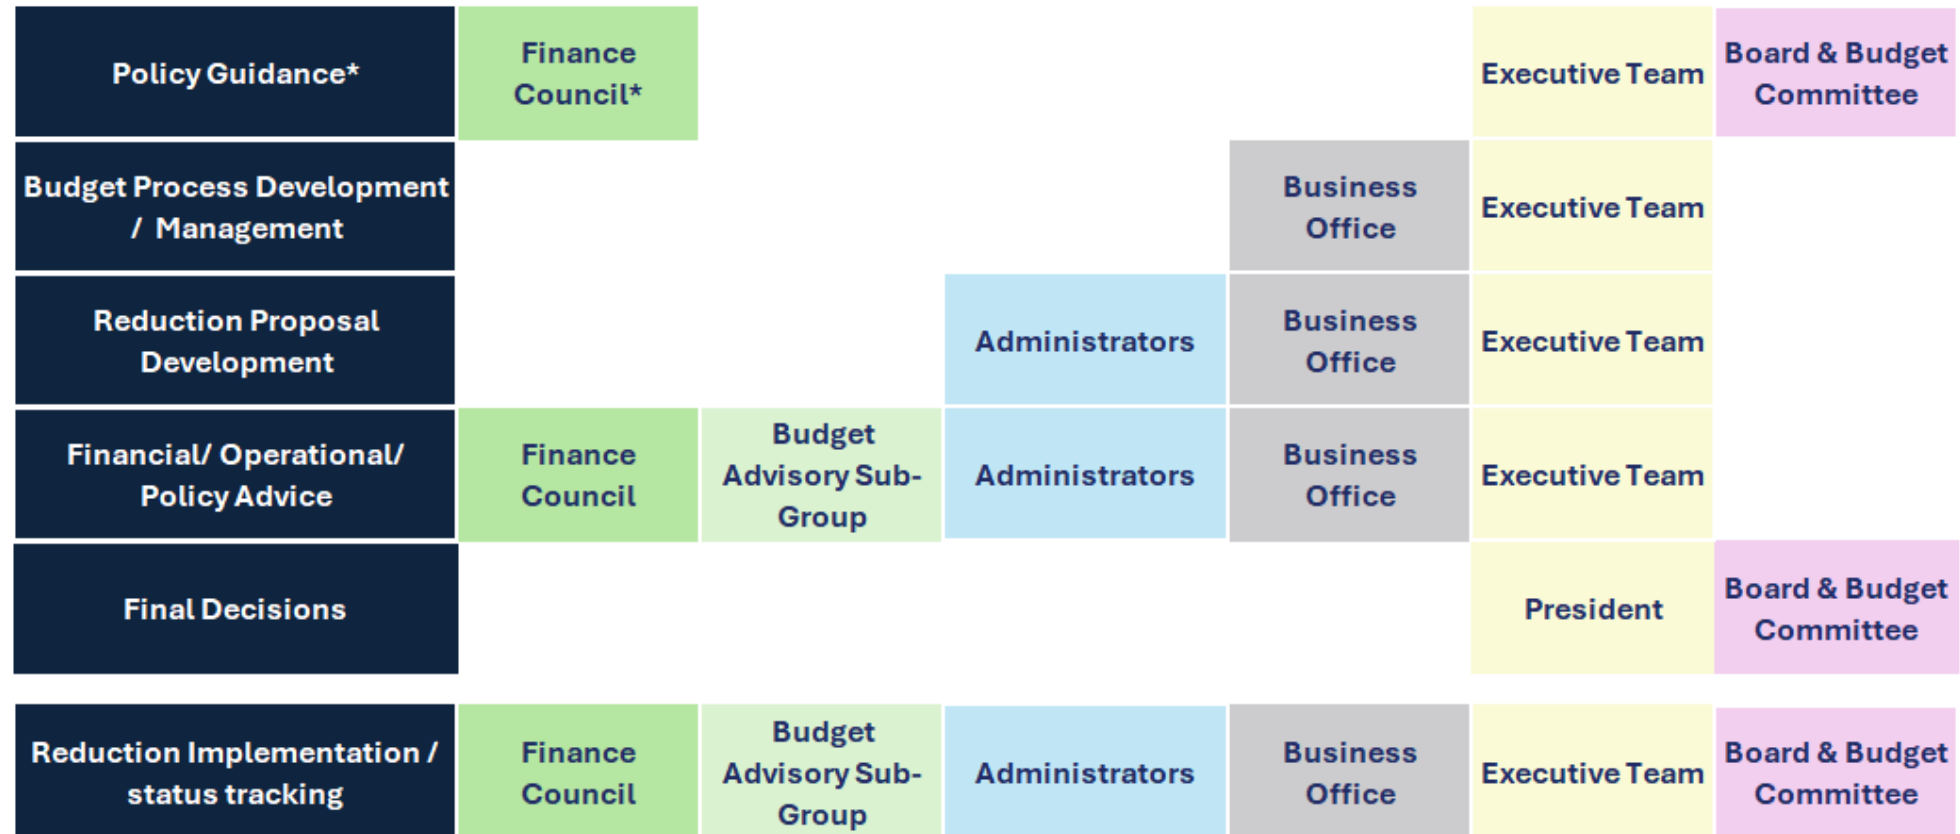 Policy Guidance*
Finance
Council*
Executive Team
Board & Budget
Committee
Budget Process Development
/ Management
Business
Office
Executive Team
Reduction Proposal
Development
Administrators
Business
Office
Executive Team
Financial/ Operational/
Policy Advice
Finance
Council
Budget
Advisory Sub-
Group
Administrators
Business
Office
Executive Team
Final Decisions
President
Board & Budget
Committee
Reduction Implementation /
status tracking
Finance
Council
Budget
Advisory Sub-
Group
Administrators
Business
Office
Executive Team
Board & Budget
Committee